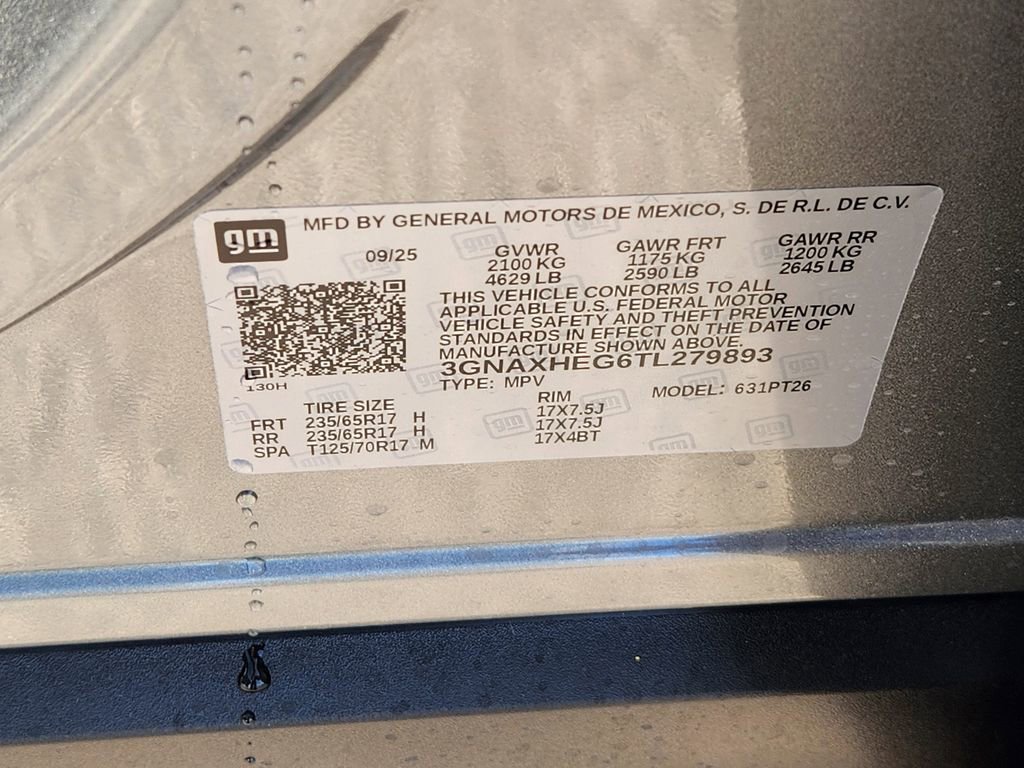 gm MFD BY GENERAL MOTORS DE MEXICO, S. DE R.L. DE C.V.
09/25 GVWR GAWR FRT GAWR RR
2100 KG 1175 KG 1200 KG
4629 LB 2590 LB 2645 LB
THIS VEHICLE CONFORMS TO ALL
APPLICABLE U.S. FEDERAL MOTOR
VEHICLE SAFETY AND THEFT PREVENTION
STANDARDS IN EFFECT ON THE DATE OF
MANUFACTURE SHOWN ABOVE.
3GNAXHEG6TL279893
130H
TYPE: MPV MODEL: 631PT26
TIRE SIZE RIM
FRT 235/65R17 H 17X7.5J
RR 235/65R17 H 17X7.5J
SPA T125/70R17 M 17X4BT